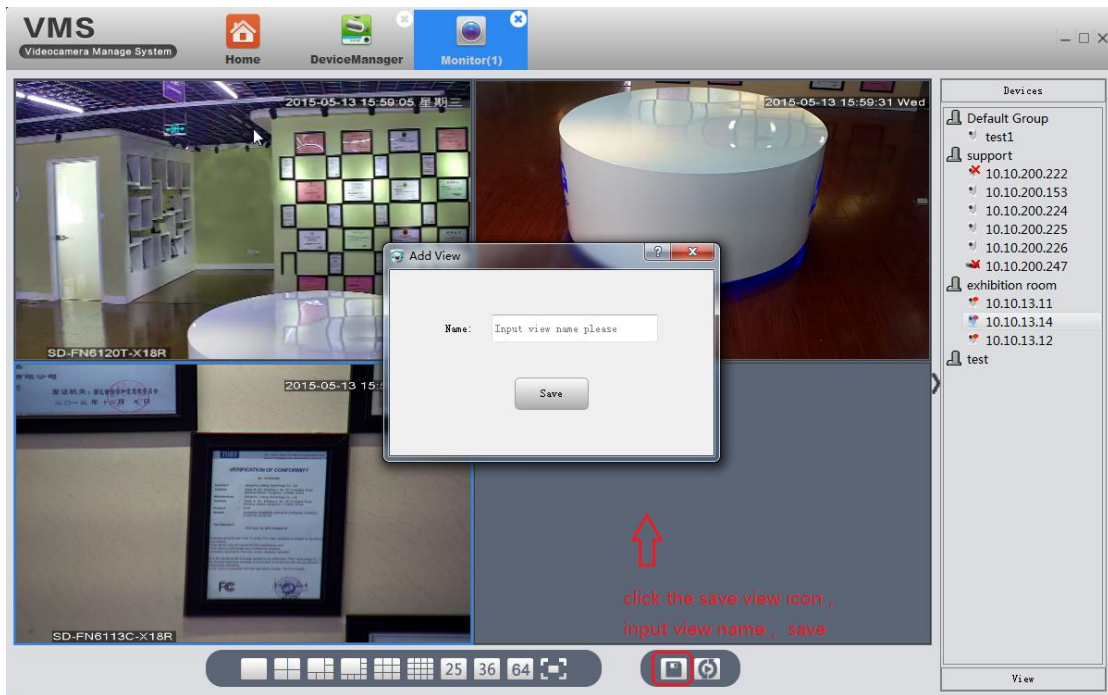 VMS
Videocamera Manage System
Home
DeviceManager
Monitor(1)
2015-05-13 15:59:05 星期三
2015-05-13 15:59:31 Wed
SD-FN6120T-X18R
Add View
Name:
Input view name please
Save
2015-05-13 15:5
VERIFICATION OF CONFORMITY
FC
SD-FN6113C-X18R
click the save view icon ,
input view name , save
25 36 64
Devices
Default Group
test1
support
10.10.200.222
10.10.200.153
10.10.200.224
10.10.200.225
10.10.200.226
10.10.200.247
exhibition room
10.10.13.11
10.10.13.14
10.10.13.12
test
View